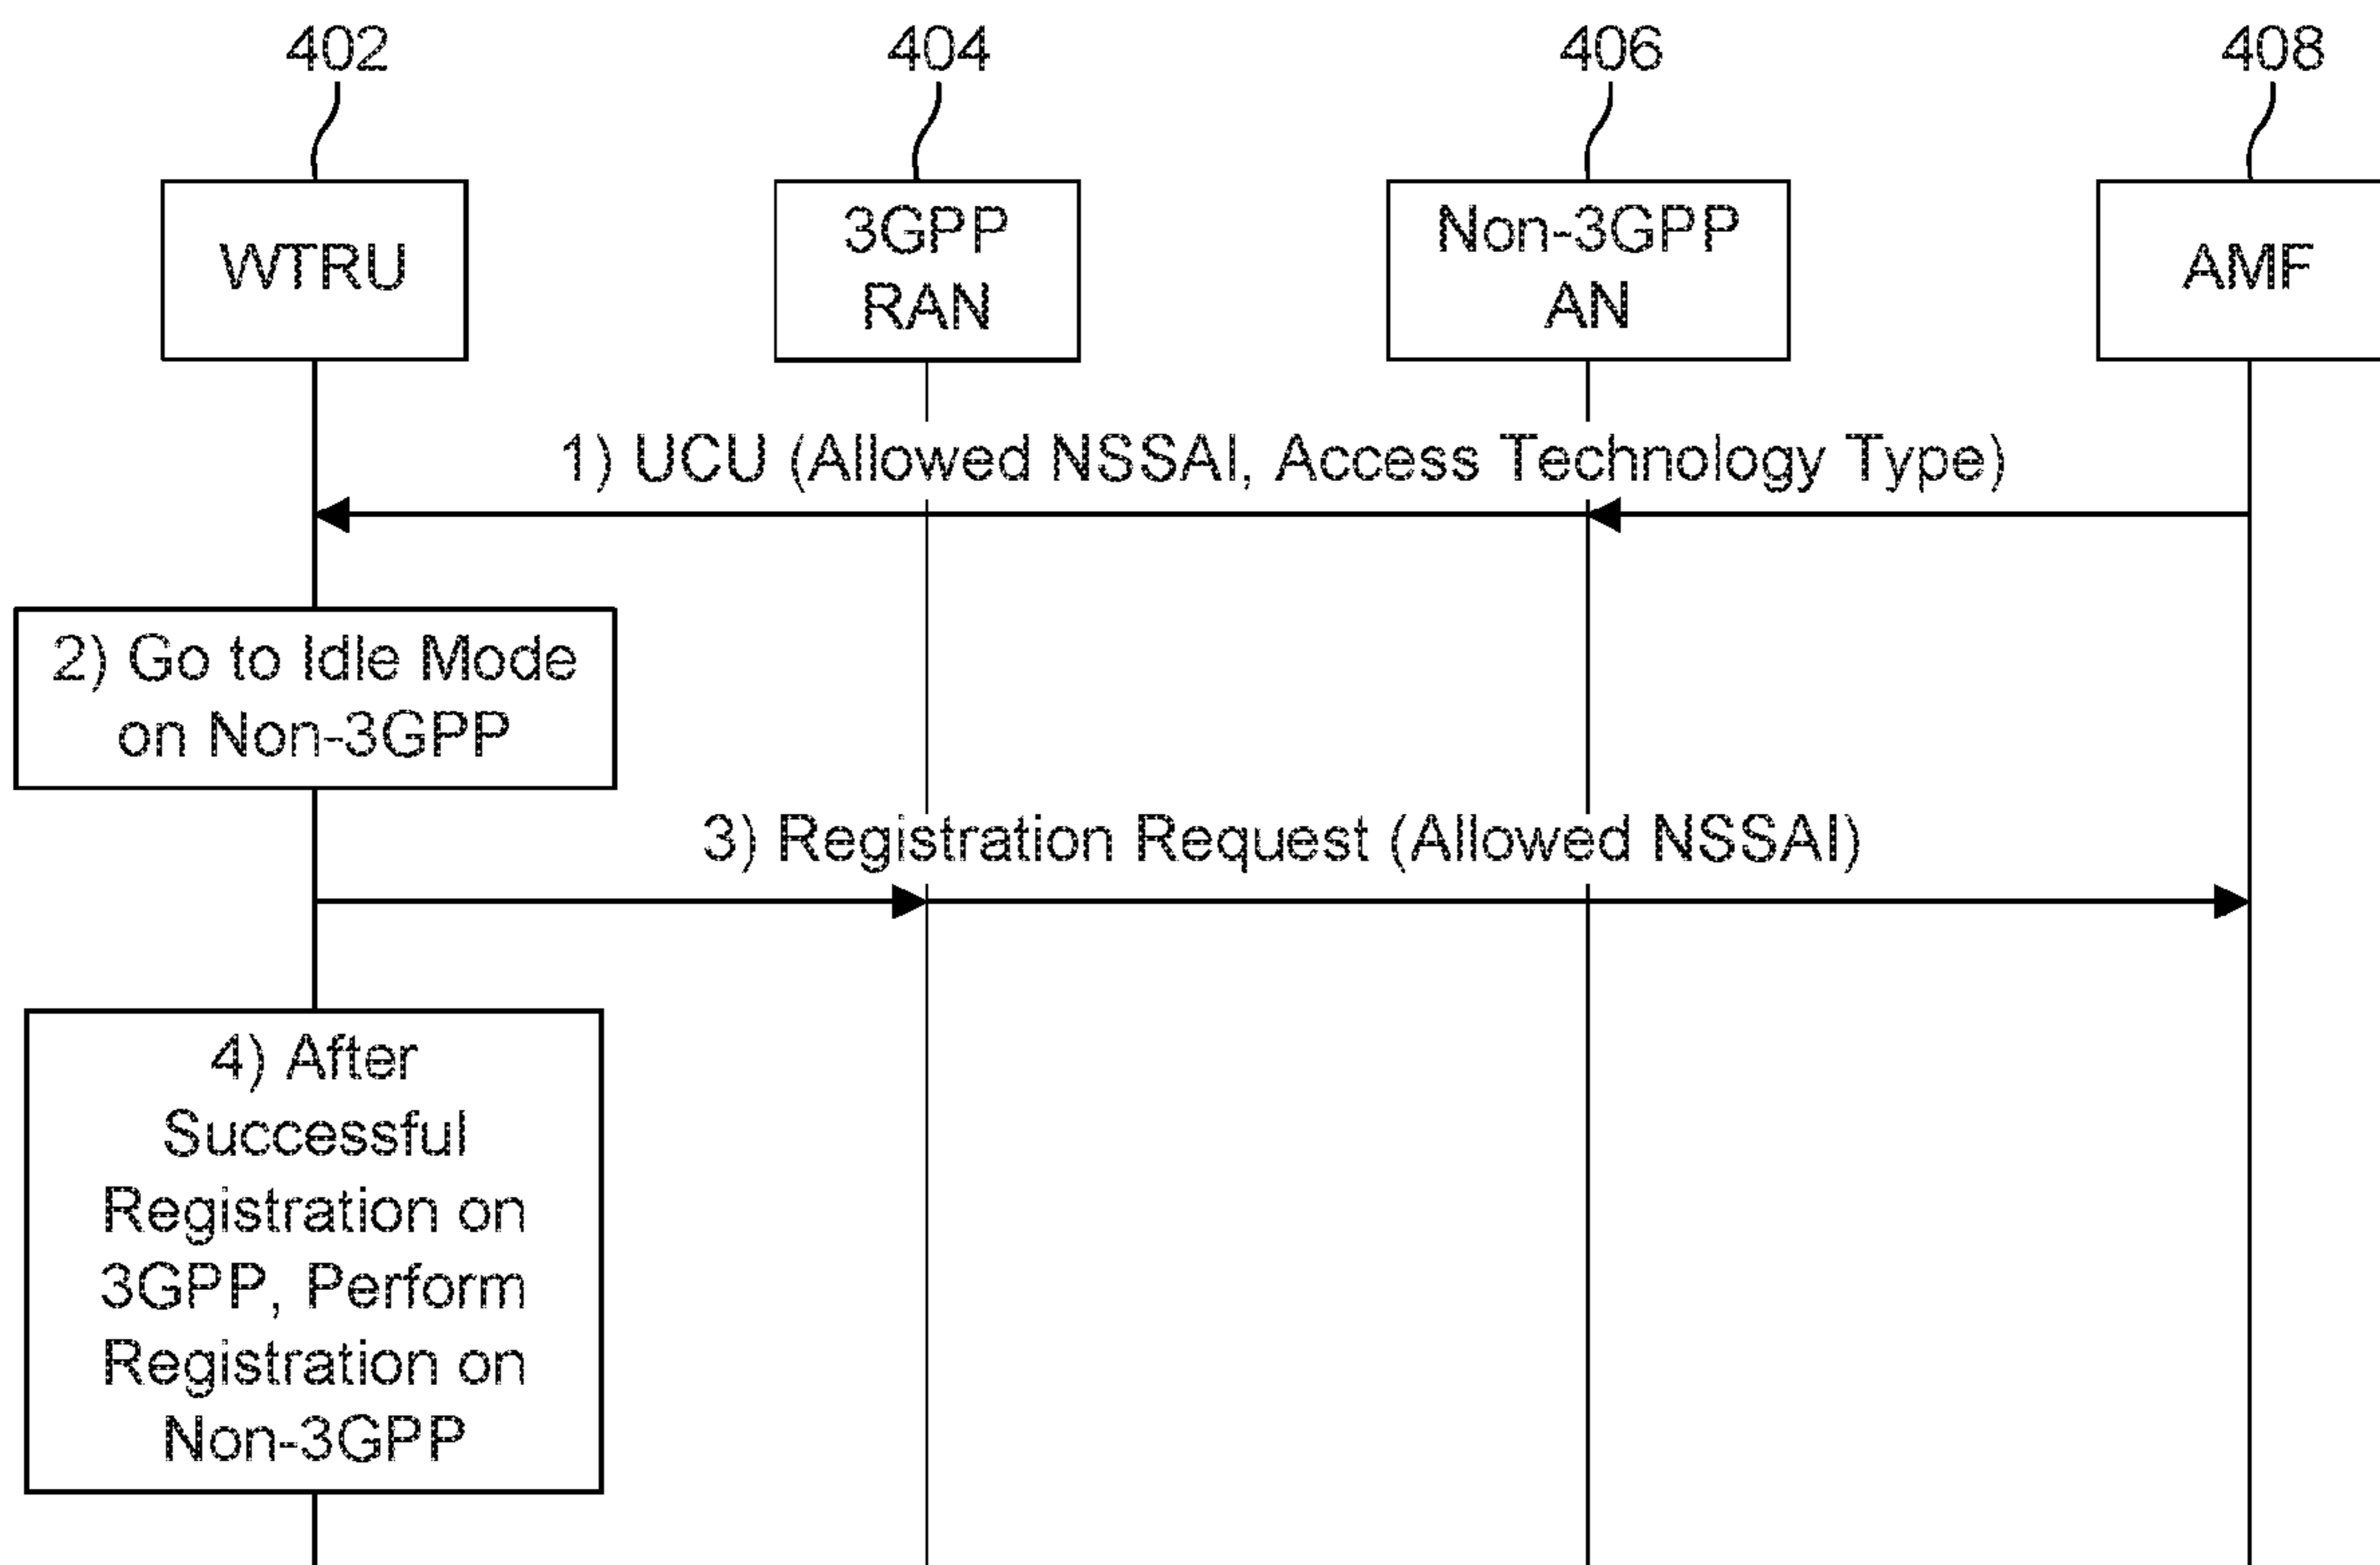 402
404
406
408
WTRU
3GPP
RAN
Non-3GPP
AN
AMF
1) UCU (Allowed NSSAI, Access Technology Type)
2) Go to Idle Mode
on Non-3GPP
3) Registration Request (Allowed NSSAI)
4) After
Successful
Registration on
3GPP, Perform
Registration on
Non-3GPP